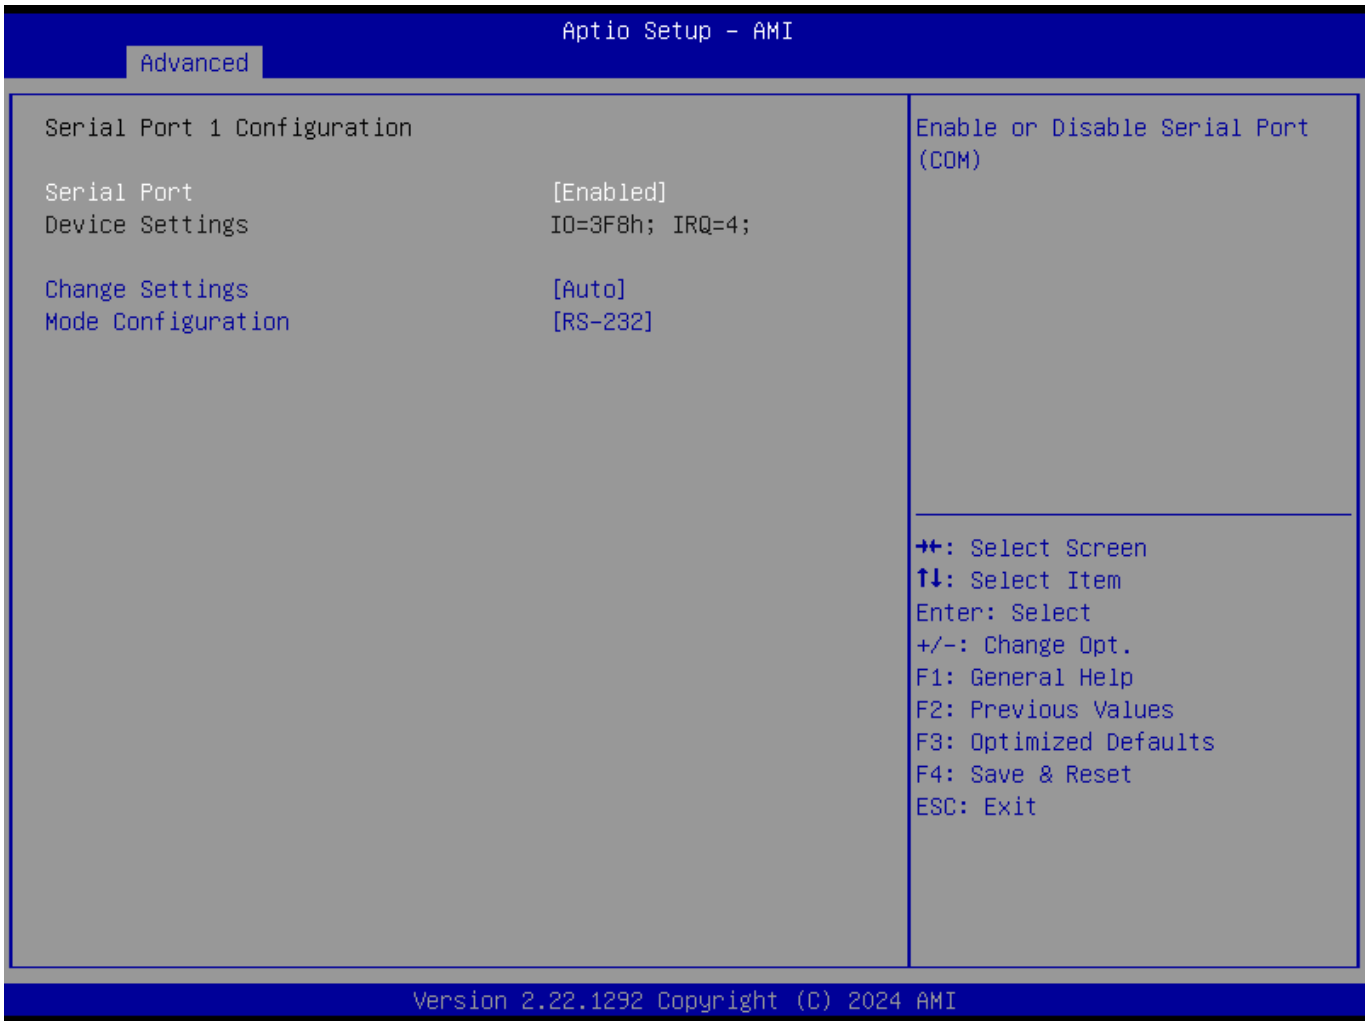 Aptio Setup – AMI
Advanced
Serial Port 1 Configuration
Serial Port [Enabled]
Device Settings IO=3F8h; IRQ=4;
Change Settings [Auto]
Mode Configuration [RS-232]
Enable or Disable Serial Port
(COM)
→←: Select Screen
↑↓: Select Item
Enter: Select
+/-: Change Opt.
F1: General Help
F2: Previous Values
F3: Optimized Defaults
F4: Save & Reset
ESC: Exit
Version 2.22.1292 Copyright (C) 2024 AMI